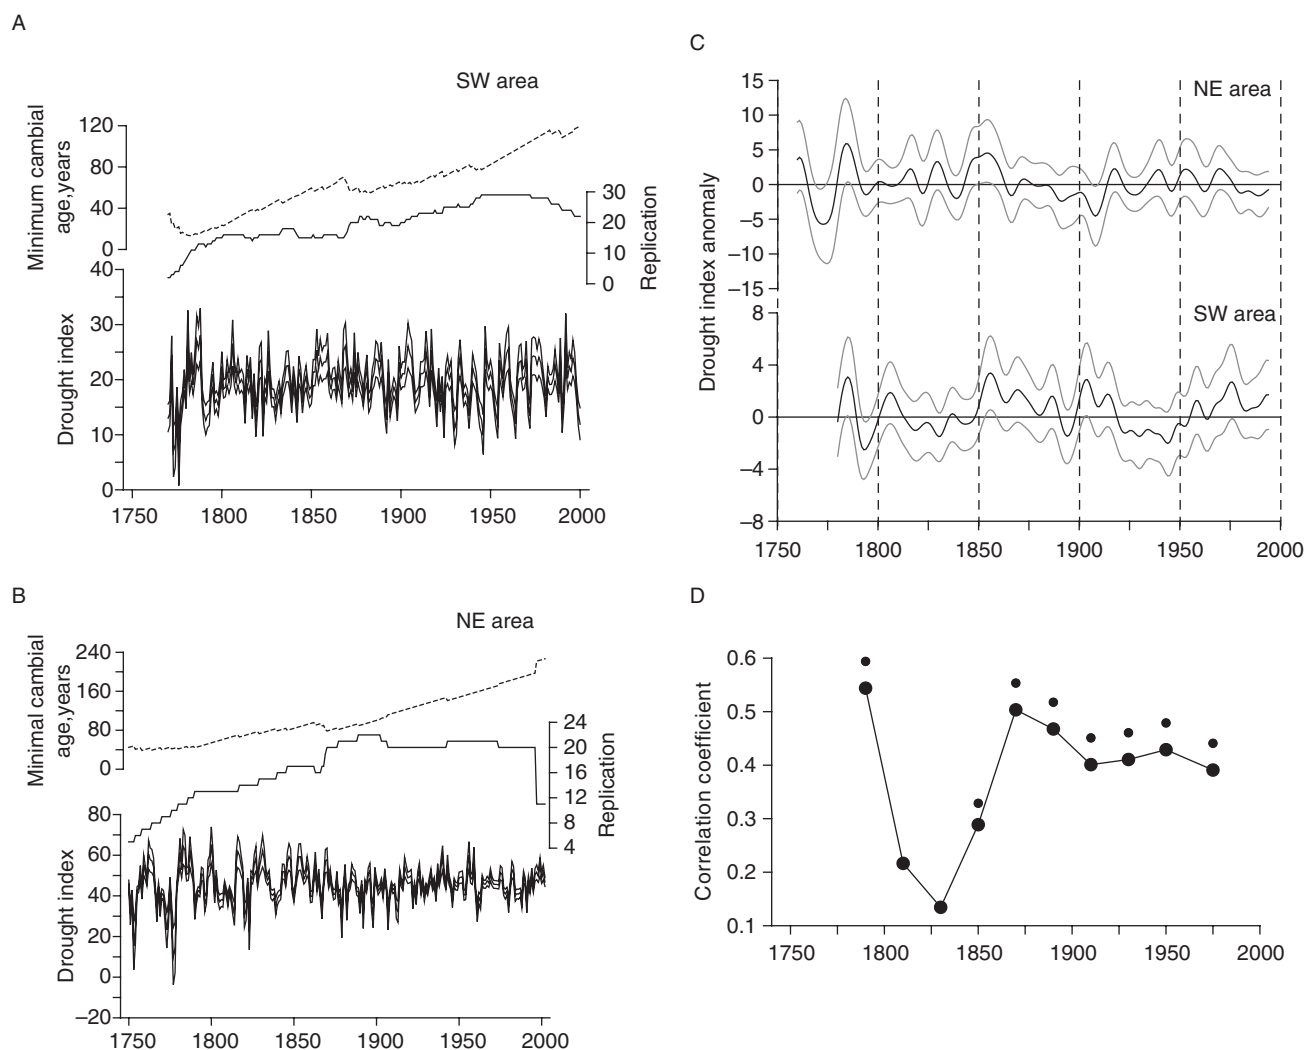 A
SW area
Minimum cambial
age,years
120
80
40
0
30
20
10
0
Replication
Drought index
40
30
20
10
0
1750 1800 1850 1900 1950 2000
B
NE area
Minimal cambial
age,years
240
160
80
0
24
20
16
12
8
4
Replication
Drought index
80
60
40
20
0
–20
1750 1800 1850 1900 1950 2000
C
NE area
Drought index anomaly
15
10
5
0
–5
–10
–15
SW area
8
4
0
–4
–8
1750 1800 1850 1900 1950 2000
D
Correlation coefficient
0.6
0.5
0.4
0.3
0.2
0.1
1750 1800 1850 1900 1950 2000